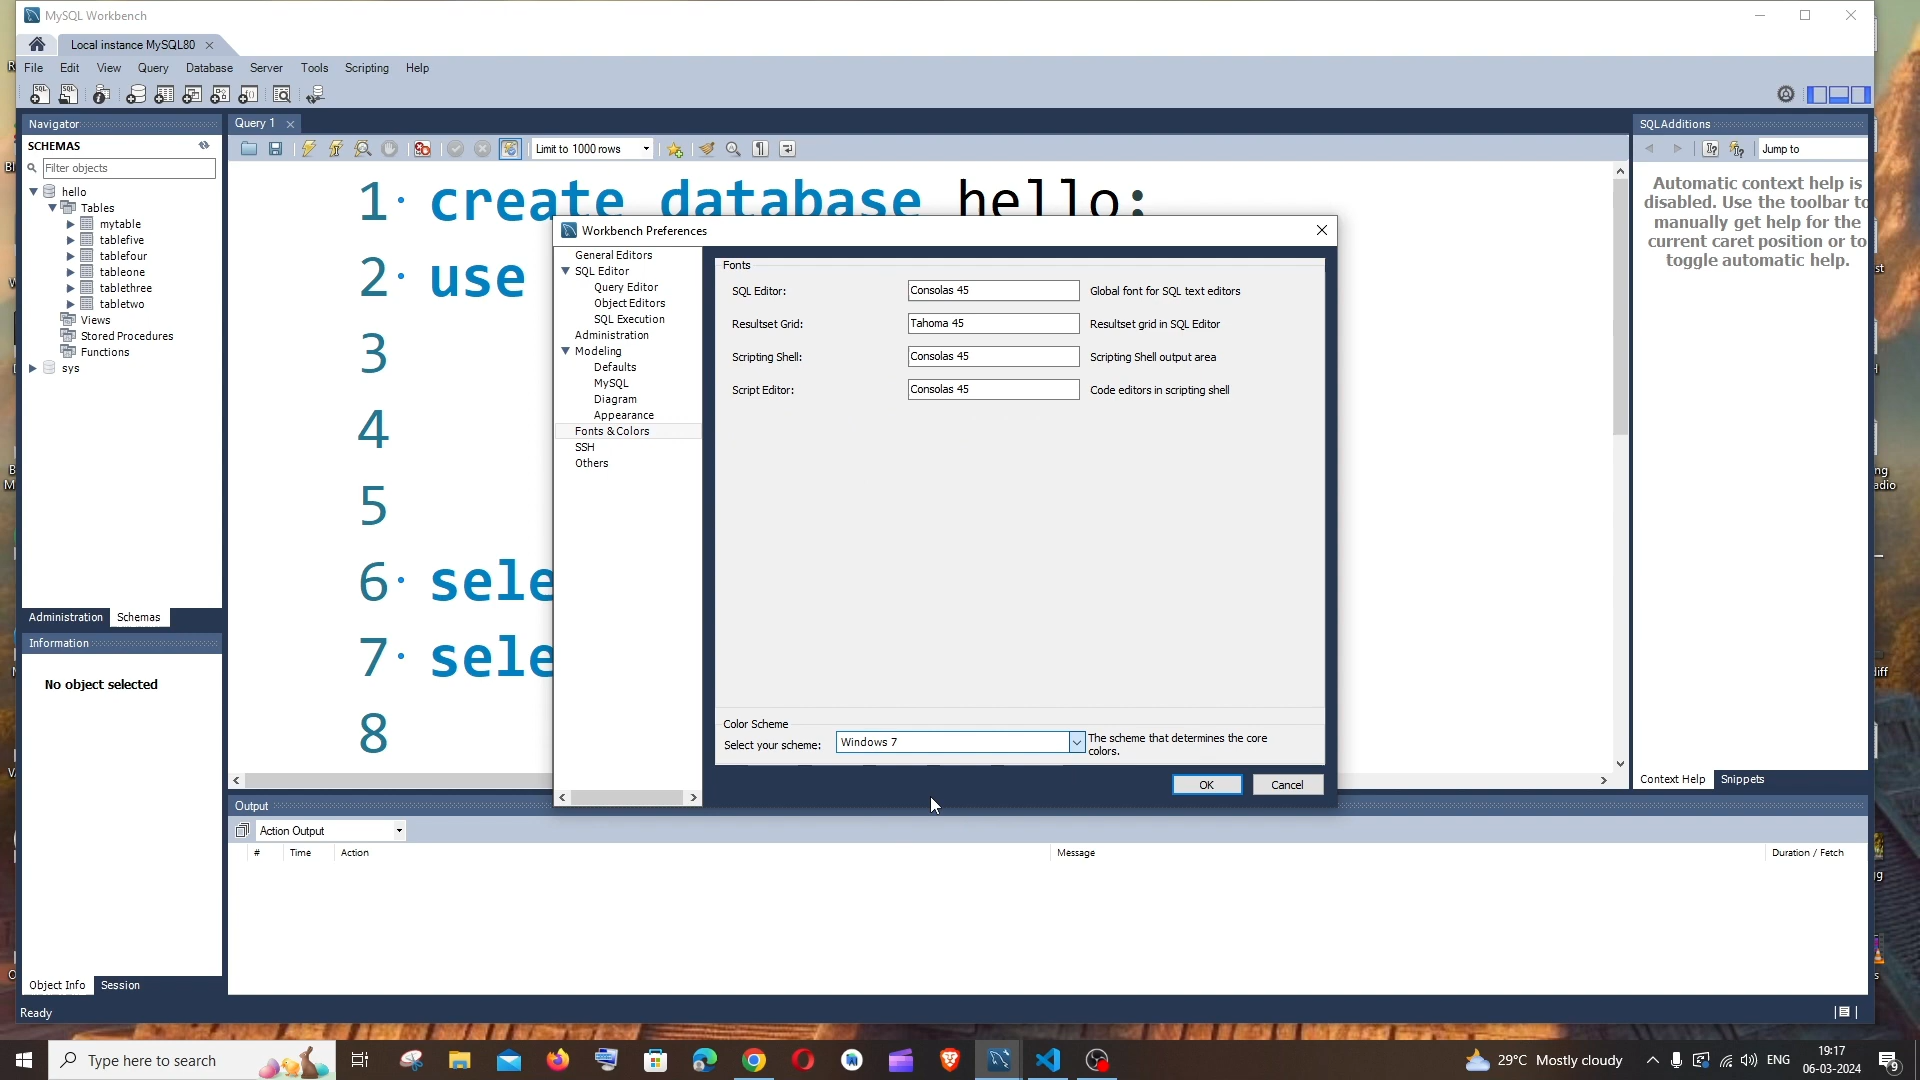 MySQL Workbench
Local instance MySQL80
File Edit View Query Database Server Tools Scripting Help
Navigator
SCHEMAS
Filter objects
hello
Tables
mytable
tablefive
tablefour
tableone
tablethree
tabletwo
Views
Stored Procedures
Functions
sys
Administration Schemas
Information
No object selected
Object Info Session
Ready
Query 1
Limit to 1000 rows
1 create database hello;
2 use
3
4
5
6 sele
7 sele
8
Workbench Preferences
General Editors
SQL Editor
Query Editor
Object Editors
SQL Execution
Administration
Modeling
Defaults
MySQL
Diagram
Appearance
Fonts & Colors
SSH
Others
Fonts
SQL Editor: Consolas 45 Global font for SQL text editors
Resultset Grid: Tahoma 45 Resultset grid in SQL Editor
Scripting Shell: Consolas 45 Scripting Shell output area
Script Editor: Consolas 45 Code editors in scripting shell
Color Scheme
Select your scheme: Windows 7 The scheme that determines the core
colors.
OK Cancel
SQLAdditions
Jump to
Automatic context help is
disabled. Use the toolbar to
manually get help for the
current caret position or to
toggle automatic help.
Context Help Snippets
Output
Action Output
# Time Action Message Duration / Fetch
Type here to search
29°C Mostly cloudy
ENG
19:17
06-03-2024
9